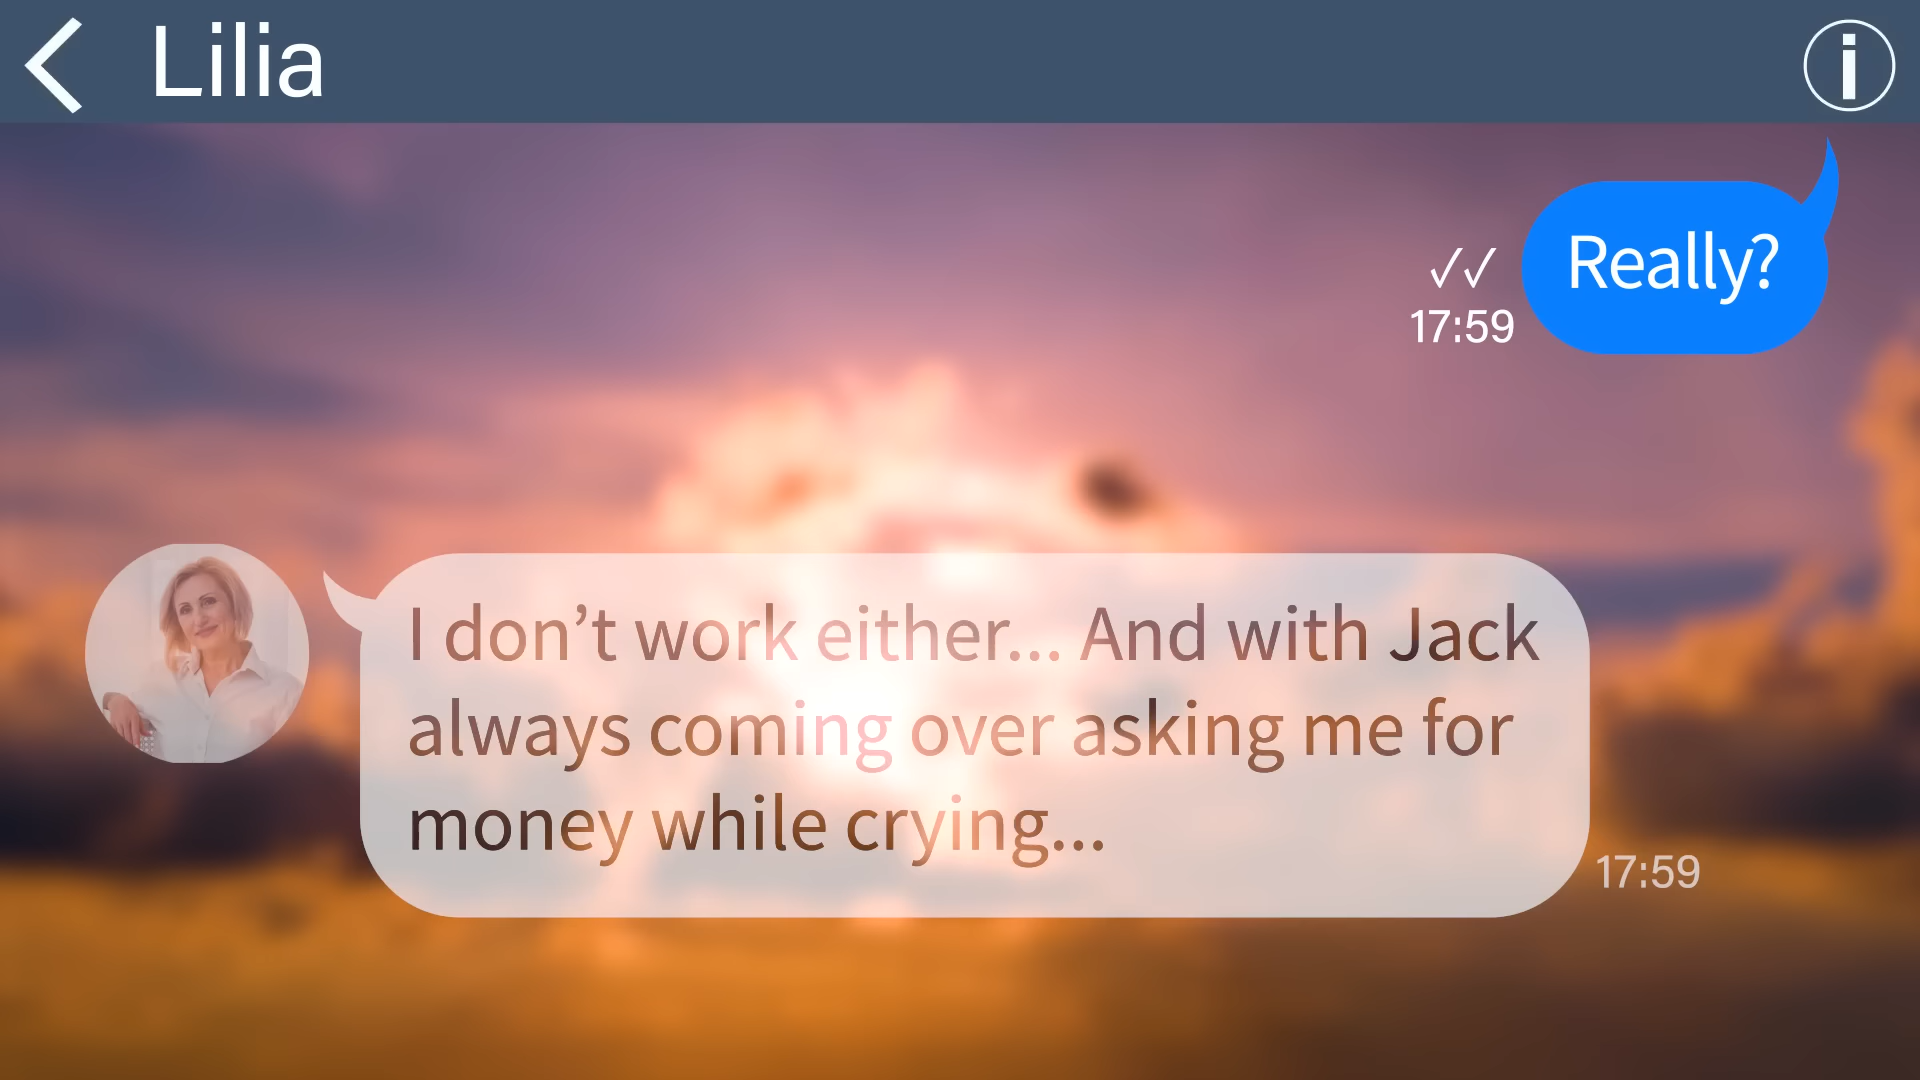 Lilia
Really?
✓✓
17:59
I don’t work either... And with Jack
always coming over asking me for
money while crying...
17:59